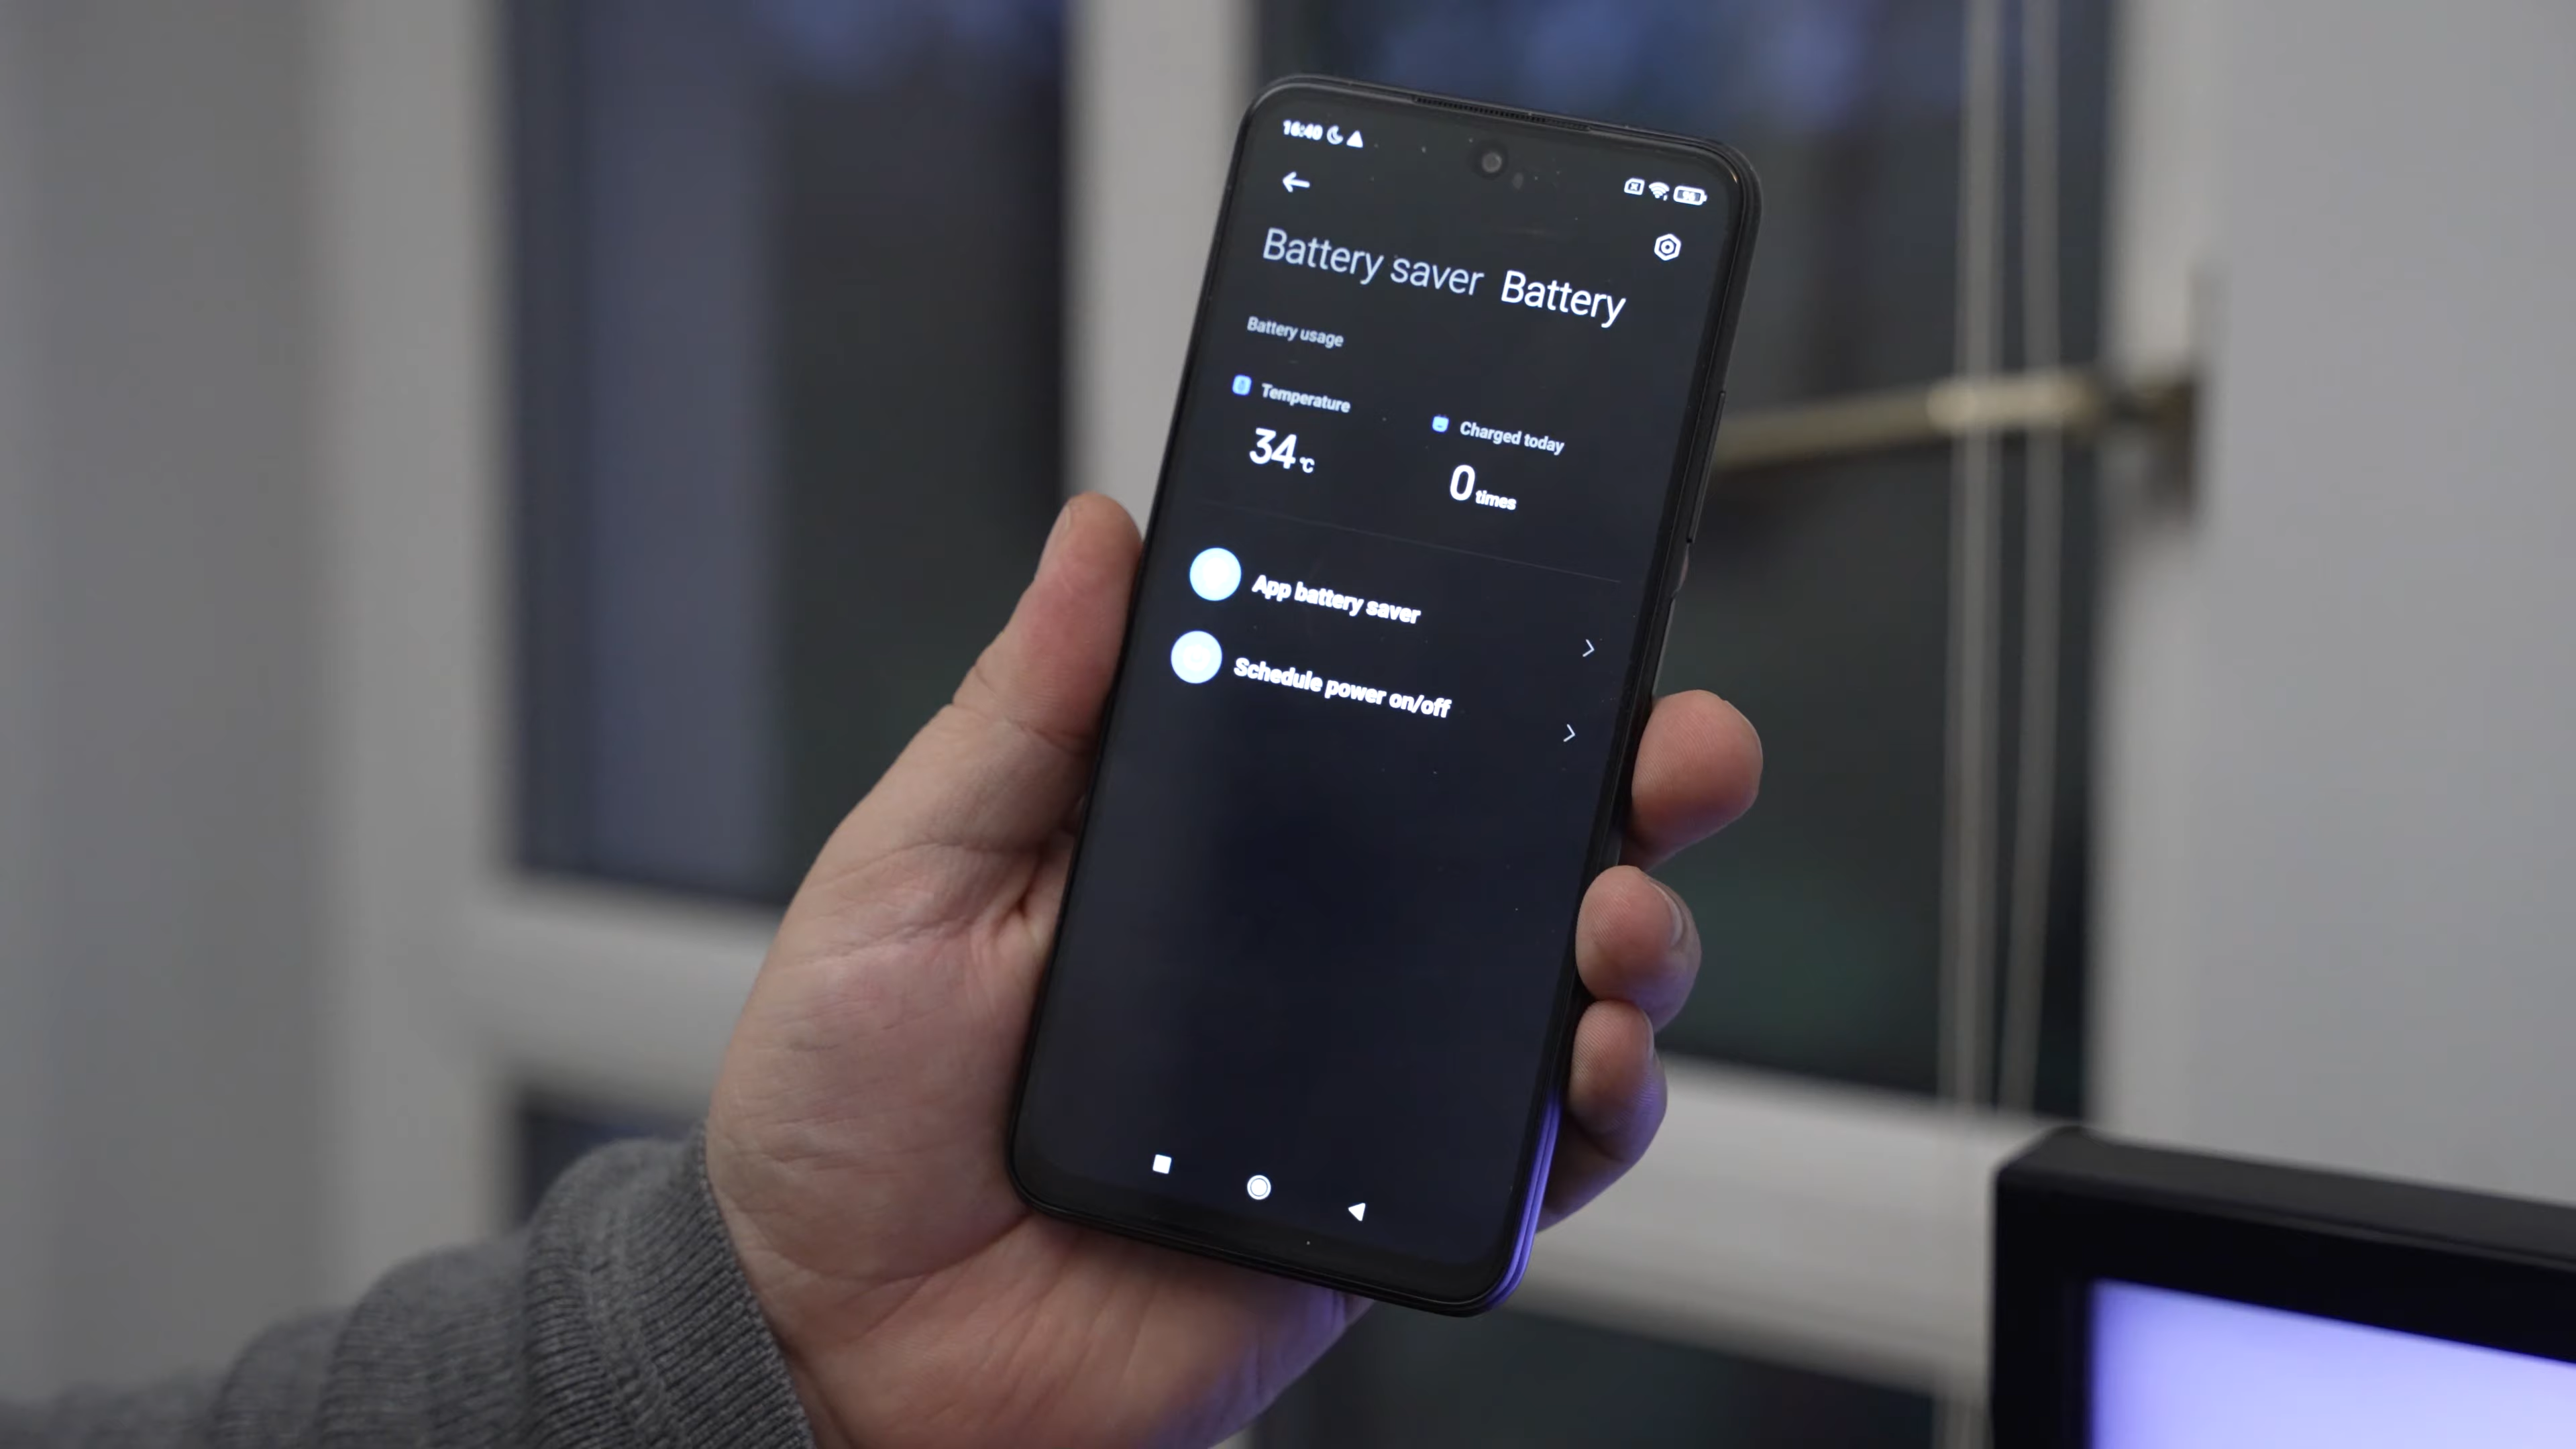 16:40
Battery saver Battery
Battery usage
Temperature
34 °C
Charged today
0 times
App battery saver
Schedule power on/off